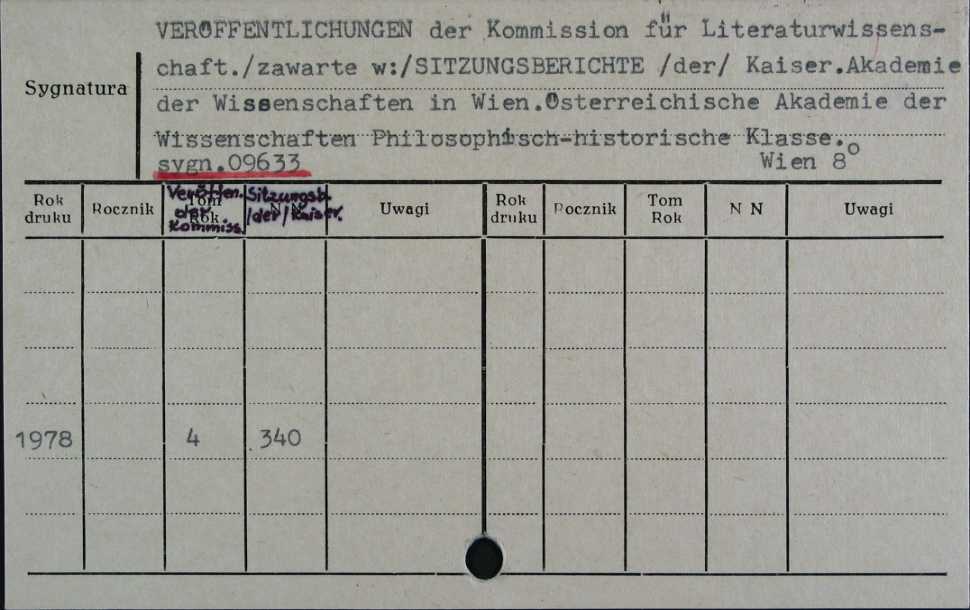 VERÖFFENTLICHUNGEN der Kommission für Literaturwissens-
chaft./zawarte w:/SITZUNGSBERICHTE /der/ Kaiser.Akademie
Sygnatura
der Wissenschaften in Wien.Österreichische Akademie der
Wissenschaften Philosophisch-historische Klasse.
sygn.09633 Wien 8°
Rok druku Rocznik Tom Rok N N Uwagi Rok druku Rocznik Tom Rok N N Uwagi
Veröffen. Sitzungsb.
der /der/Kaiser.
Kommiss.
1978 4 340